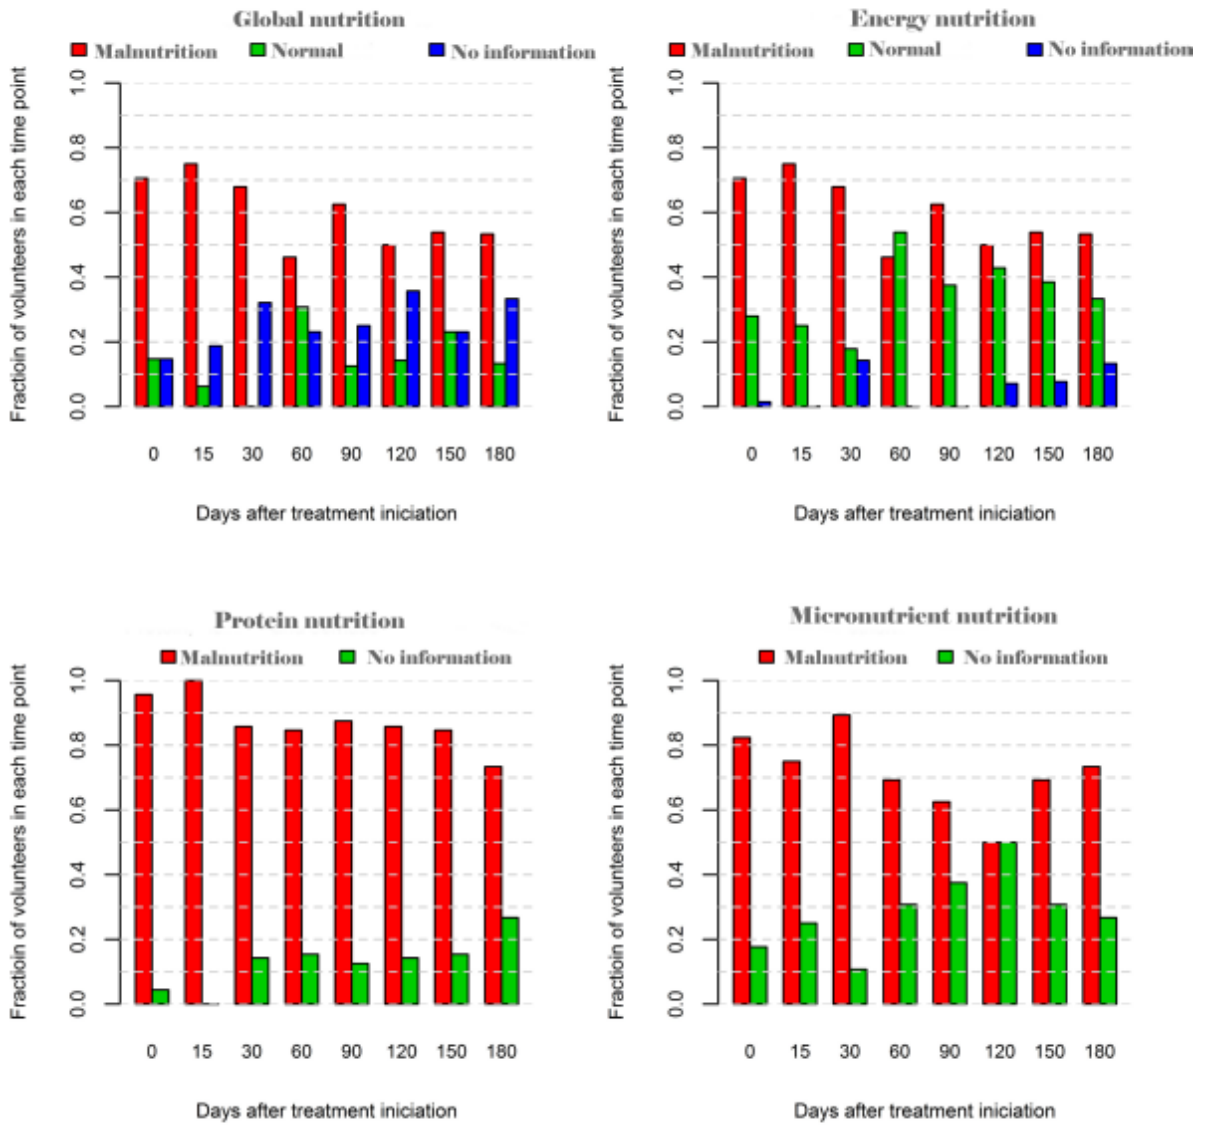 Global nutrition
Malnutrition Normal No information
Fractioin of volunteers in each time point
1.0
0.8
0.6
0.4
0.2
0.0
0 15 30 60 90 120 150 180
Days after treatment iniciation
Energy nutrition
Malnutrition Normal No information
Fractioin of volunteers in each time point
1.0
0.8
0.6
0.4
0.2
0.0
0 15 30 60 90 120 150 180
Days after treatment iniciation
Protein nutrition
Malnutrition No information
Fractioin of volunteers in each time point
1.0
0.8
0.6
0.4
0.2
0.0
0 15 30 60 90 120 150 180
Days after treatment iniciation
Micronutrient nutrition
Malnutrition No information
Fractioin of volunteers in each time point
1.0
0.8
0.6
0.4
0.2
0.0
0 15 30 60 90 120 150 180
Days after treatment iniciation